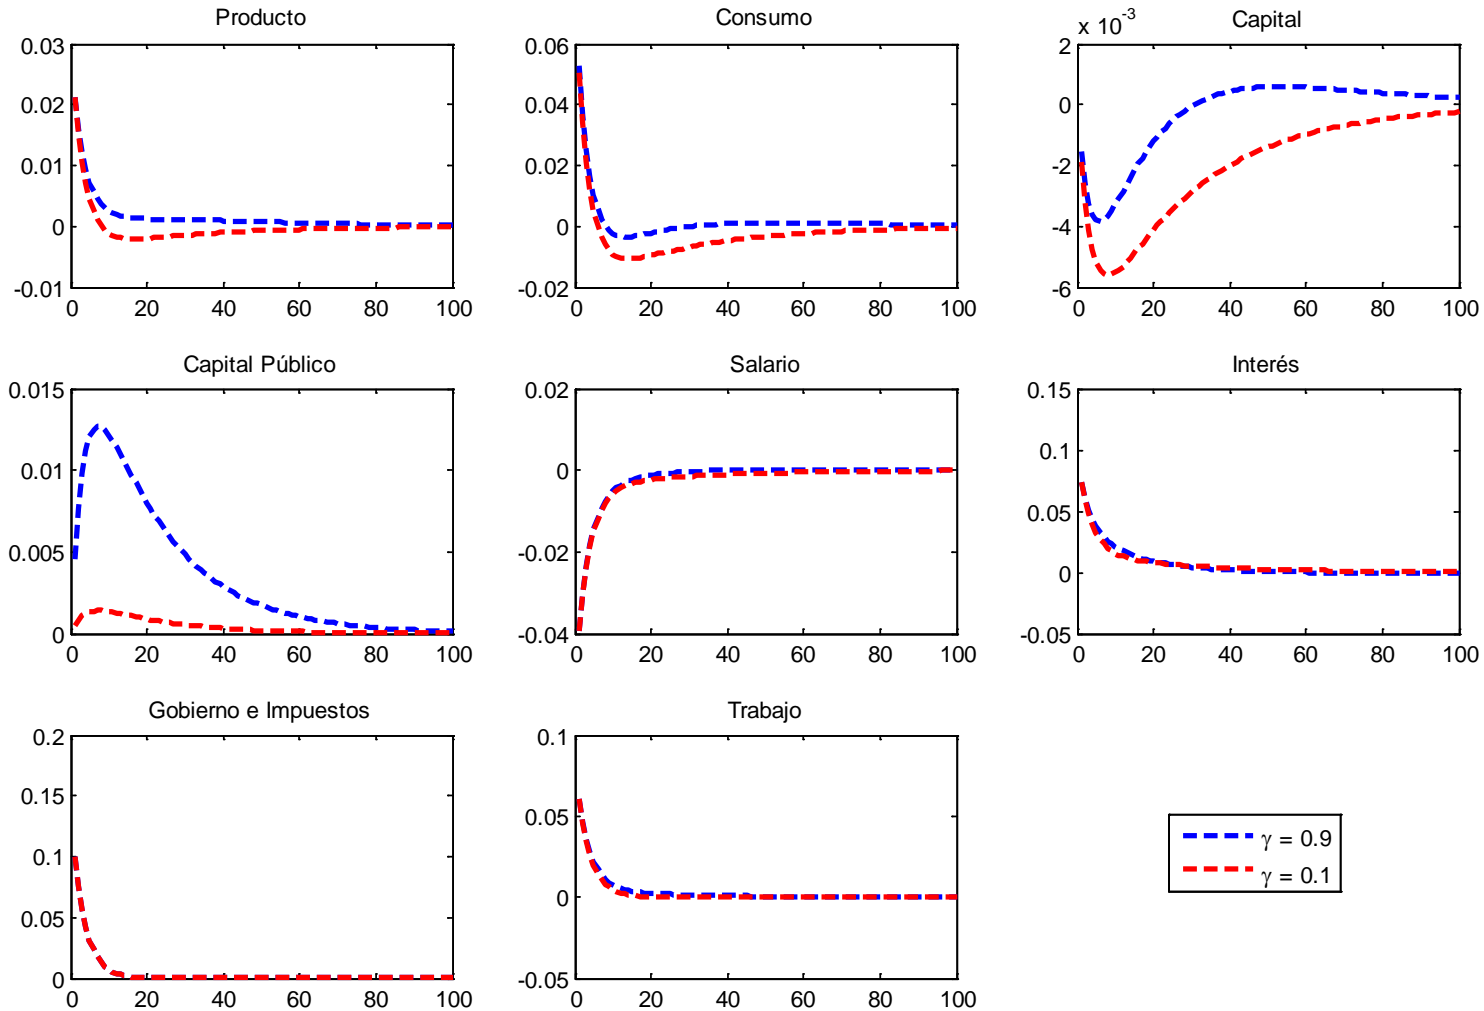 Producto
0.03
0.02
0.01
0
-0.01
0 20 40 60 80 100
Consumo
0.06
0.04
0.02
0
-0.02
0 20 40 60 80 100
x 10-3
Capital
2
0
-2
-4
-6
0 20 40 60 80 100
Capital Público
0.015
0.01
0.005
0
0 20 40 60 80 100
Salario
0.02
0
-0.02
-0.04
0 20 40 60 80 100
Interés
0.15
0.1
0.05
0
-0.05
0 20 40 60 80 100
Gobierno e Impuestos
0.2
0.15
0.1
0.05
0
0 20 40 60 80 100
Trabajo
0.1
0.05
0
-0.05
0 20 40 60 80 100
γ = 0.9
γ = 0.1